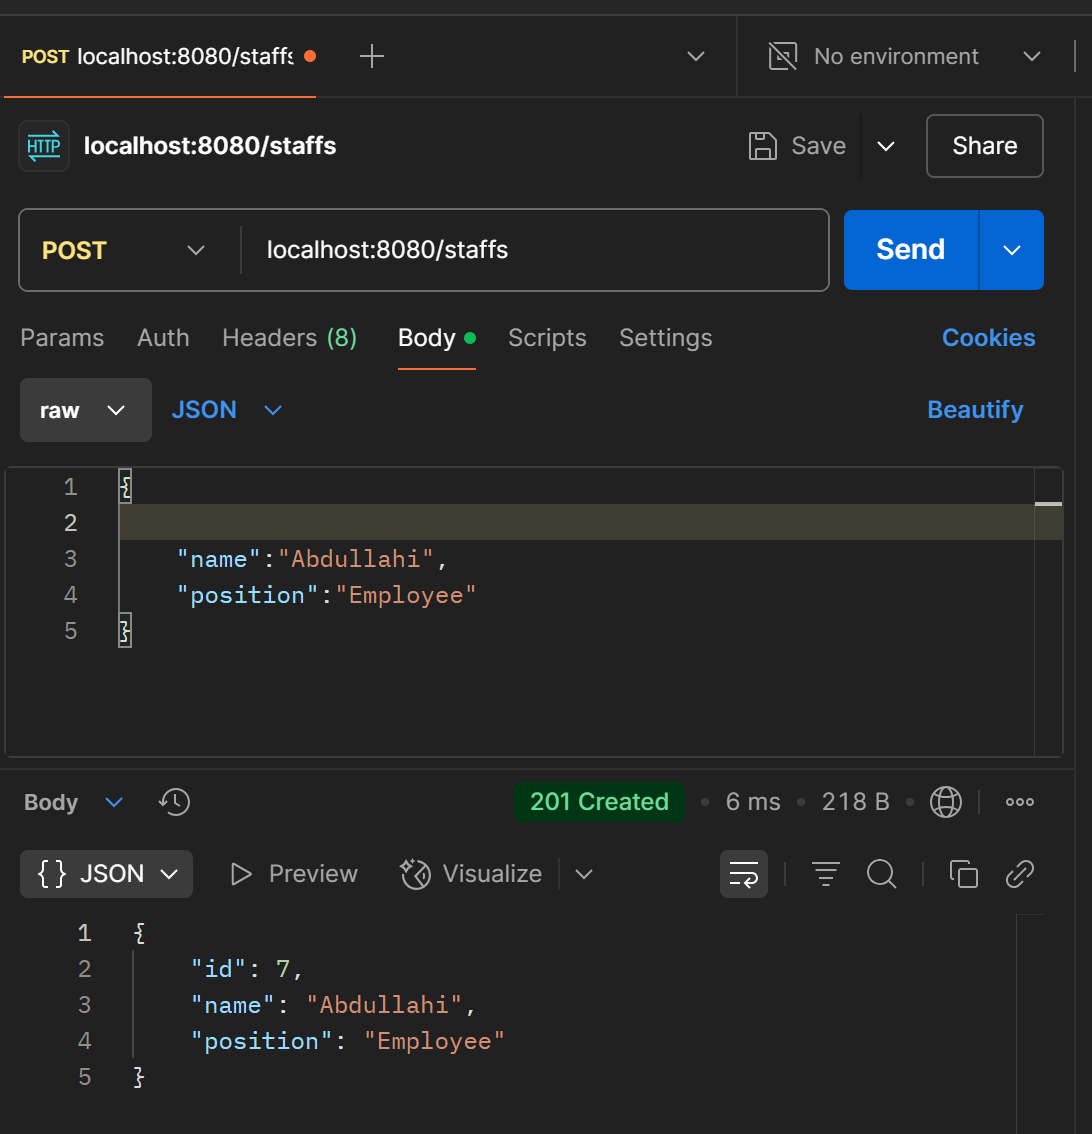 POST localhost:8080/staffs
No environment
HTTP localhost:8080/staffs
Save
Share
POST localhost:8080/staffs
Send
Params Auth Headers (8) Body Scripts Settings Cookies
raw JSON Beautify
1 {
2
3 "name":"Abdullahi",
4 "position":"Employee"
5 }
Body 201 Created • 6 ms • 218 B •
{} JSON Preview Visualize
1 {
2 "id": 7,
3 "name": "Abdullahi",
4 "position": "Employee"
5 }